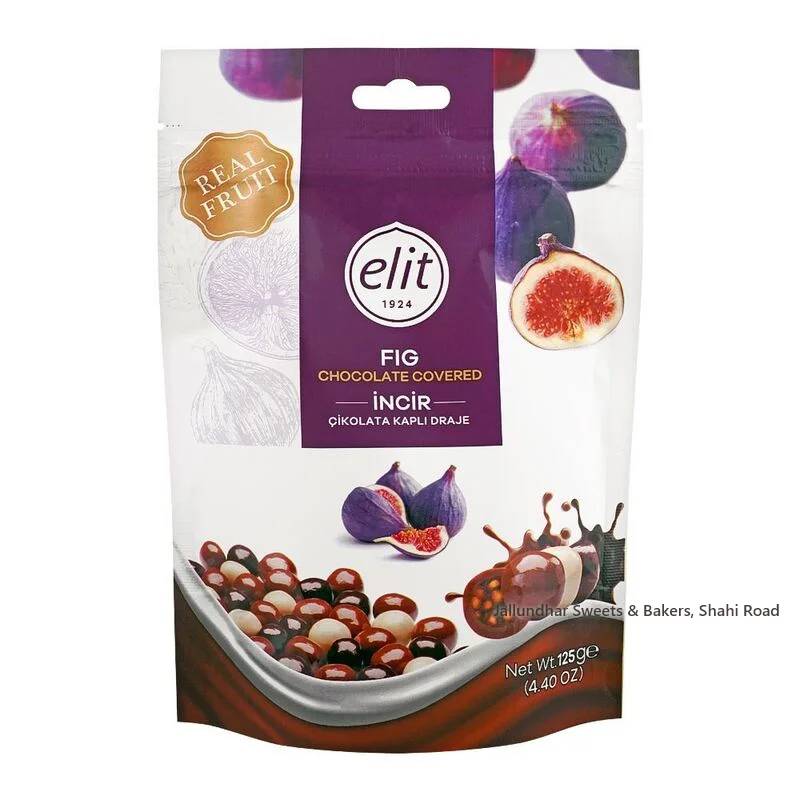 REAL
FRUIT
elit
1924
FIG
CHOCOLATE COVERED
İNCİR
ÇİKOLATA KAPLI DRAJE
Jallundhar Sweets & Bakers, Shahi Road
Net Wt.125g℮
(4.40 OZ)